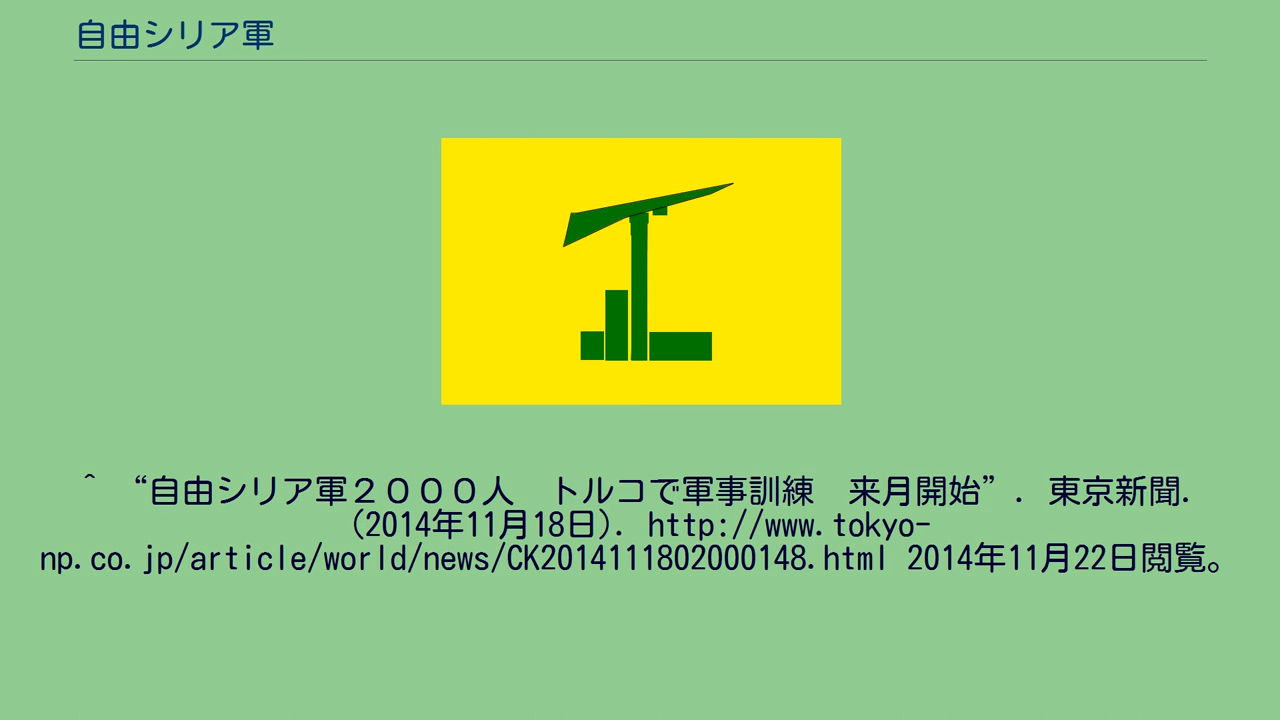 自由シリア軍
^　“自由シリア軍２０００人　トルコで軍事訓練　来月開始”. 東京新聞.
(2014年11月18日). http://www.tokyo-
np.co.jp/article/world/news/CK2014111802000148.html 2014年11月22日閲覧。